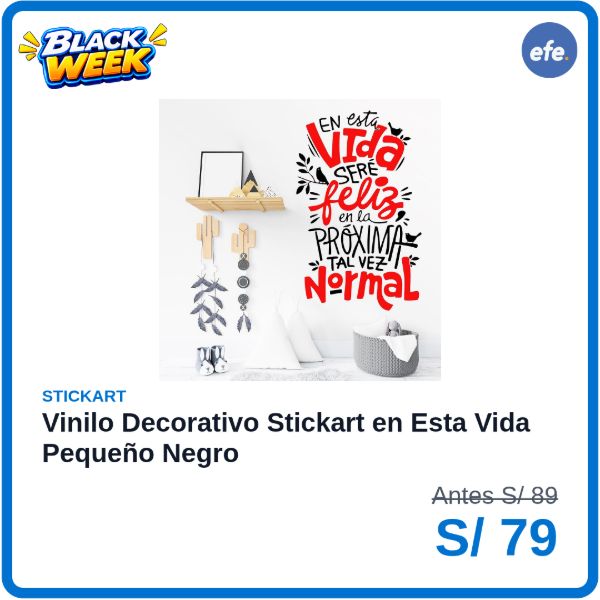 BLACK
WEEK
efe.
EN esta
VIDA
SERÉ
feliz
en la
PRÓXIMA
TAL VEZ
NORMAL
STICKART
Vinilo Decorativo Stickart en Esta Vida
Pequeño Negro
Antes S/ 89
S/ 79